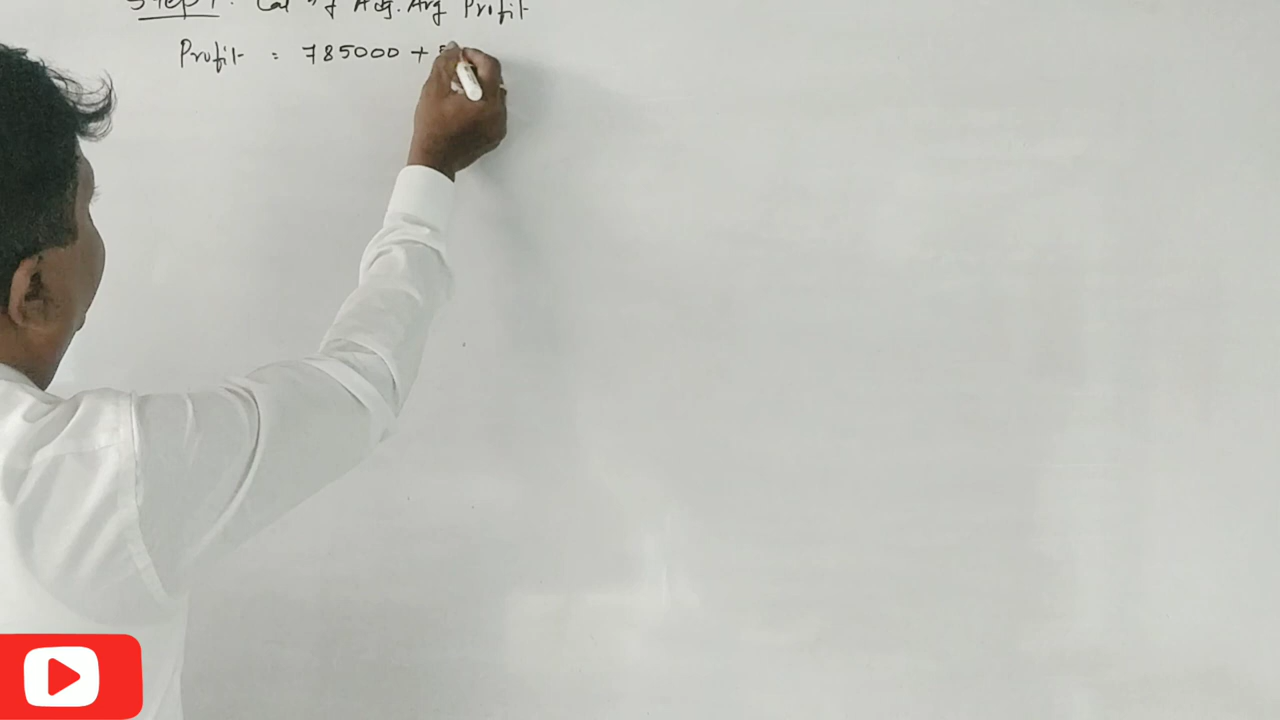 Step 1: Cal n of Adj. Avg Profit
Profit = 785000 +